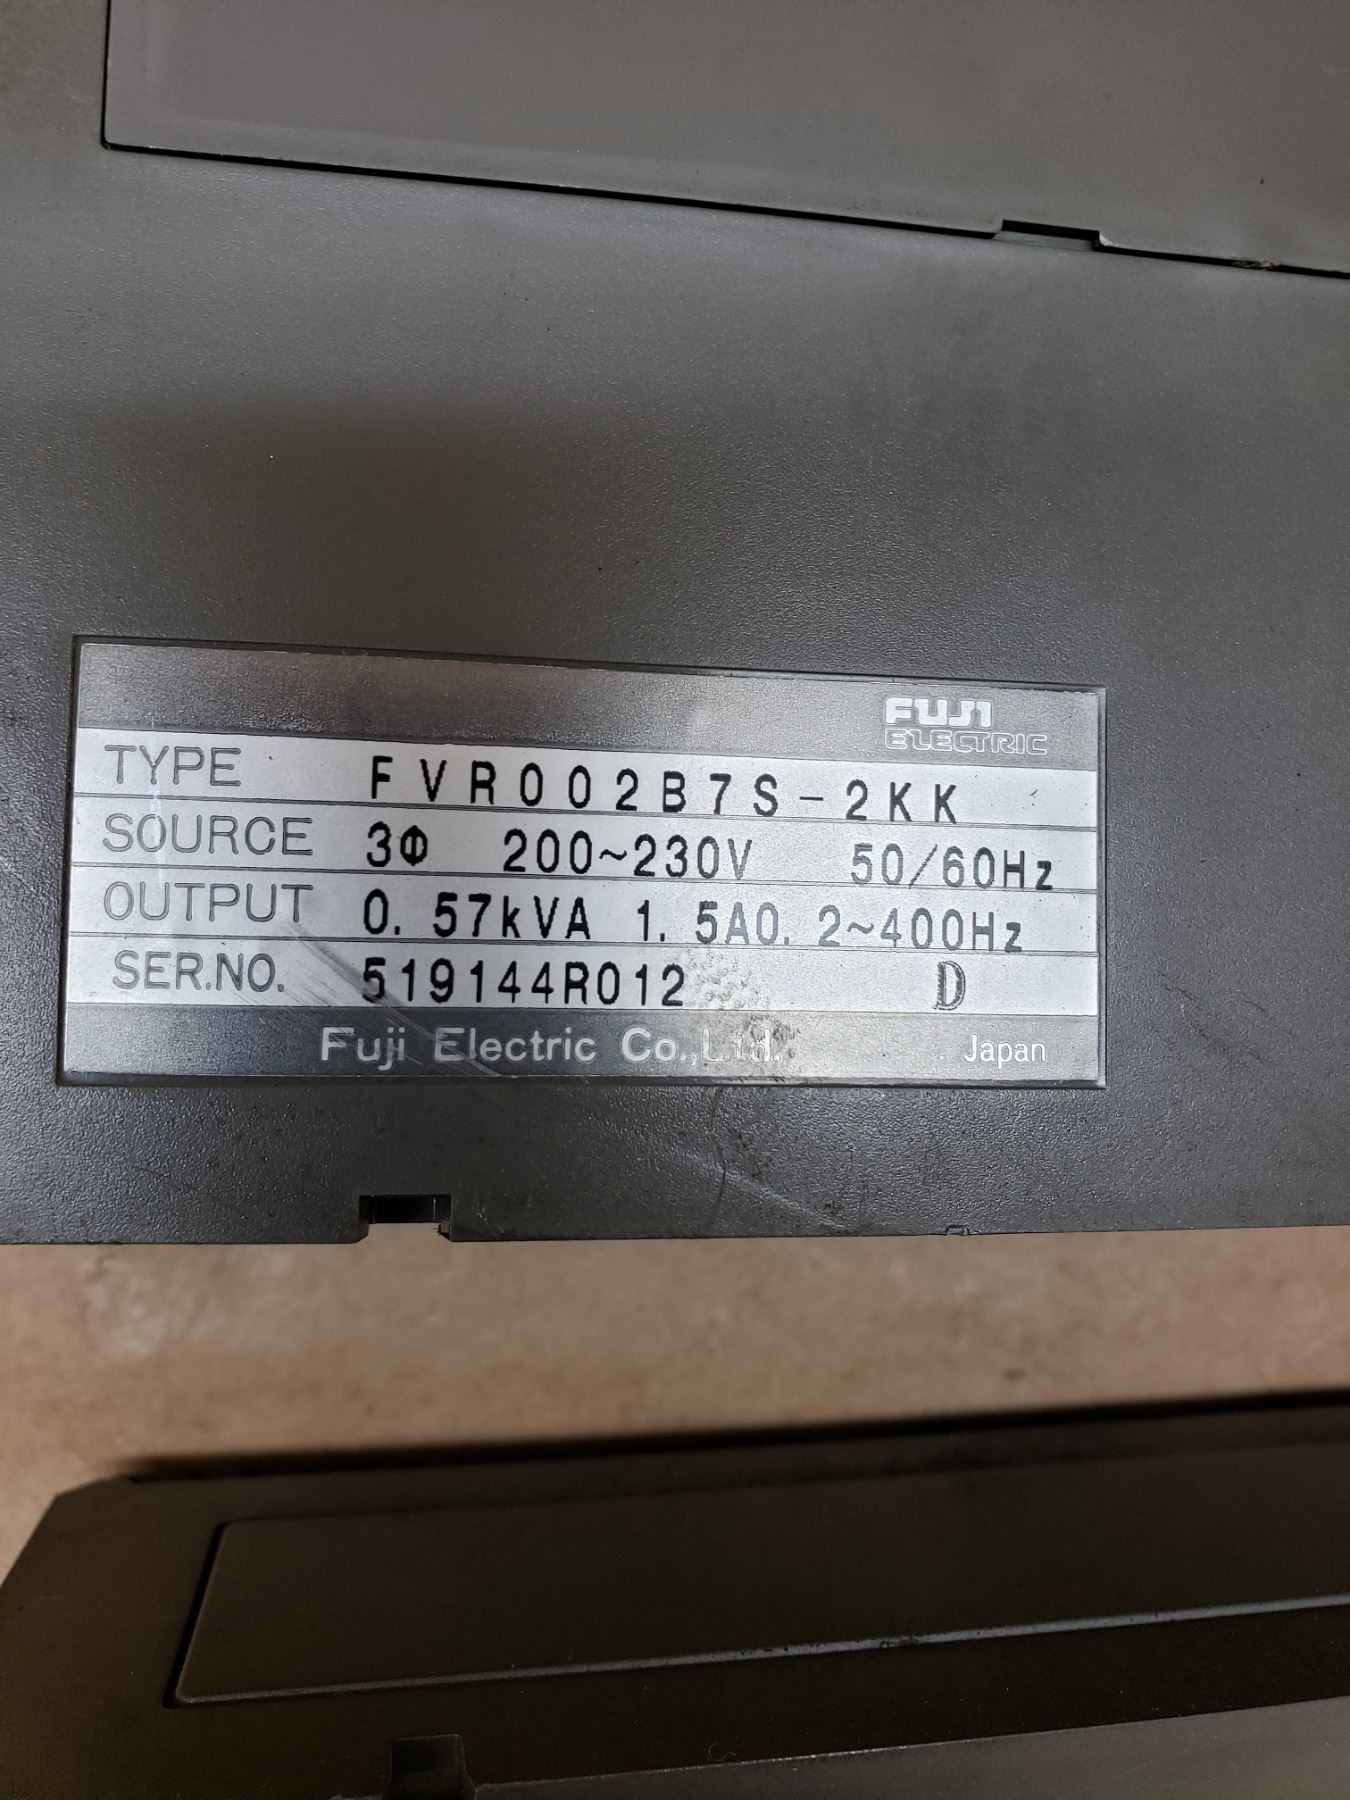 FUJI
ELECTRIC
TYPE FVR002B7S-2KK
SOURCE 3Φ 200~230V 50/60Hz
OUTPUT 0.57kVA 1.5A0.2~400Hz
SER.NO. 519144R012 D
Fuji Electric Co.,Ltd. Japan